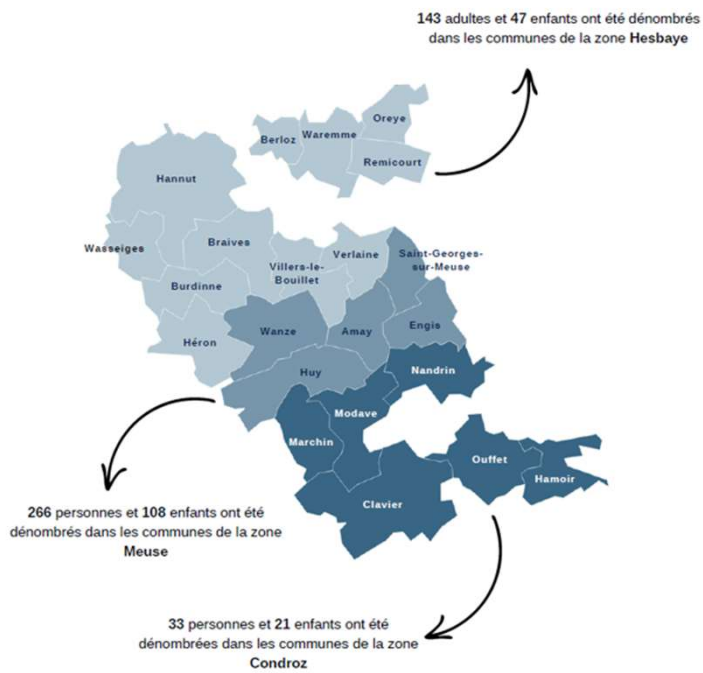 143 adultes et 47 enfants ont été dénombrés
dans les communes de la zone Hesbaye
Oreye
Berloz
Waremme
Remicourt
Hannut
Wasseiges
Braives
Verlaine
Saint-Georges-
sur-Meuse
Villers-le-
Bouillet
Burdinne
Wanze
Amay
Engis
Héron
Huy
Nandrin
Modave
Marchin
Ouffet
Hamoir
Clavier
266 personnes et 108 enfants ont été
dénombrés dans les communes de la zone
Meuse
33 personnes et 21 enfants ont été
dénombrées dans les communes de la zone
Condroz